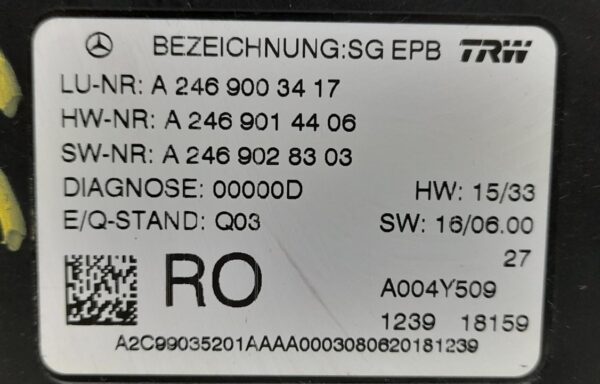 BEZEICHNUNG:SG EPB TRW
LU-NR: A 246 900 34 17
HW-NR: A 246 901 44 06
SW-NR: A 246 902 83 03
DIAGNOSE: 00000D HW: 15/33
E/Q-STAND: Q03 SW: 16/06.00
27
RO A004Y509
1239 18159
A2C99035201AAAA0003080620181239